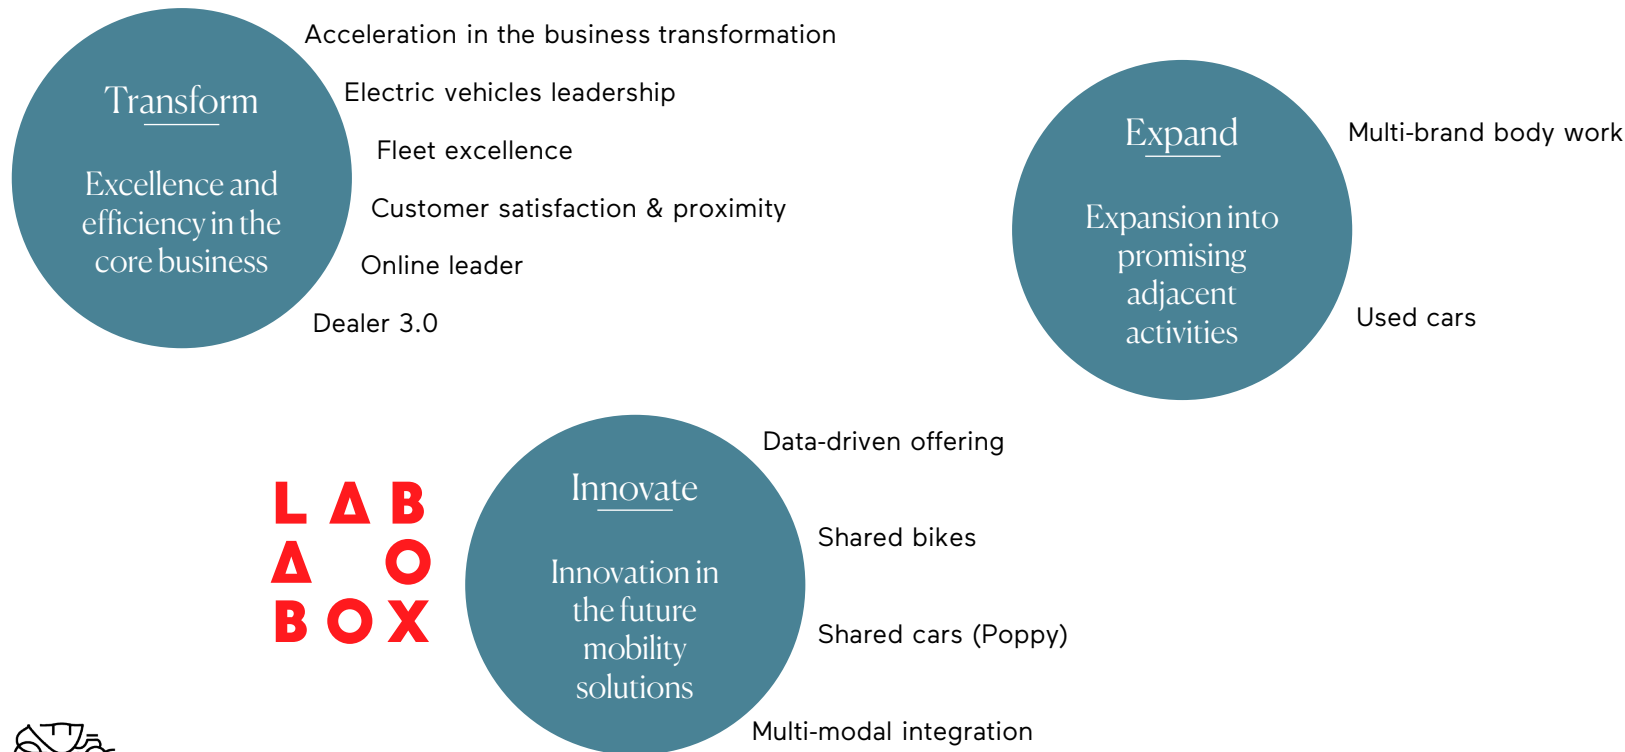 Transform
Excellence and
efficiency in the
core business
Acceleration in the business transformation
Electric vehicles leadership
Fleet excellence
Customer satisfaction & proximity
Online leader
Dealer 3.0
Expand
Expansion into
promising
adjacent
activities
Multi-brand body work
Used cars
LAB
A O
BOX
Innovate
Innovation in
the future
mobility
solutions
Data-driven offering
Shared bikes
Shared cars (Poppy)
Multi-modal integration